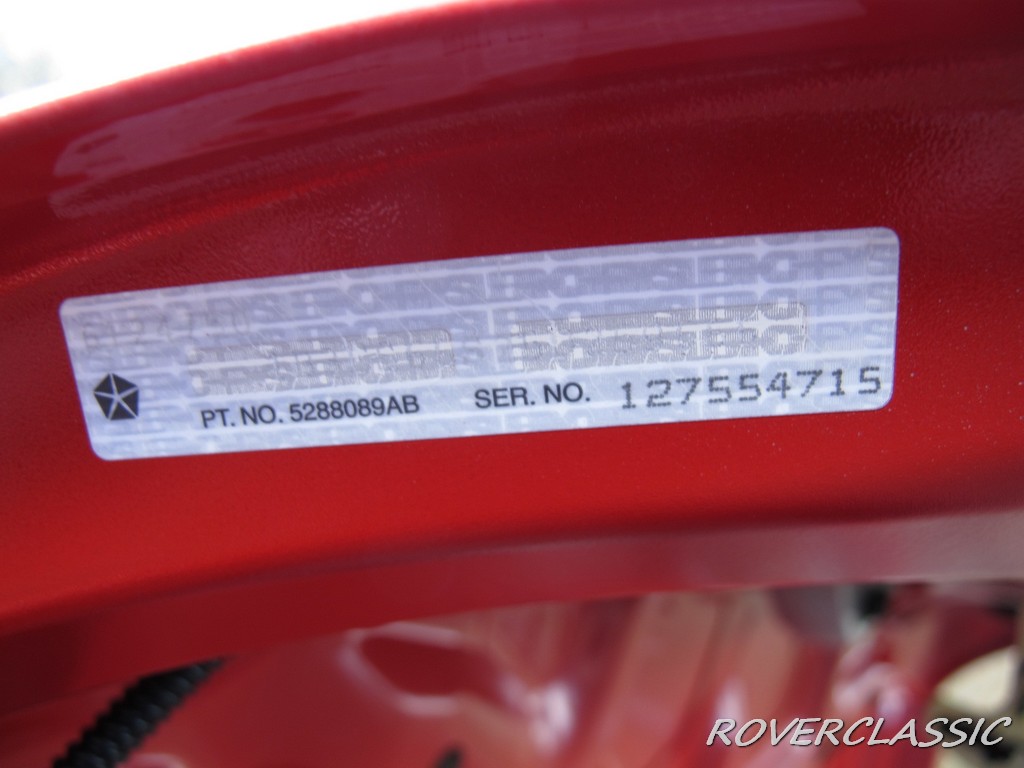 PT. NO. 5288089AB SER. NO. 127554715
ROVERCLASSIC